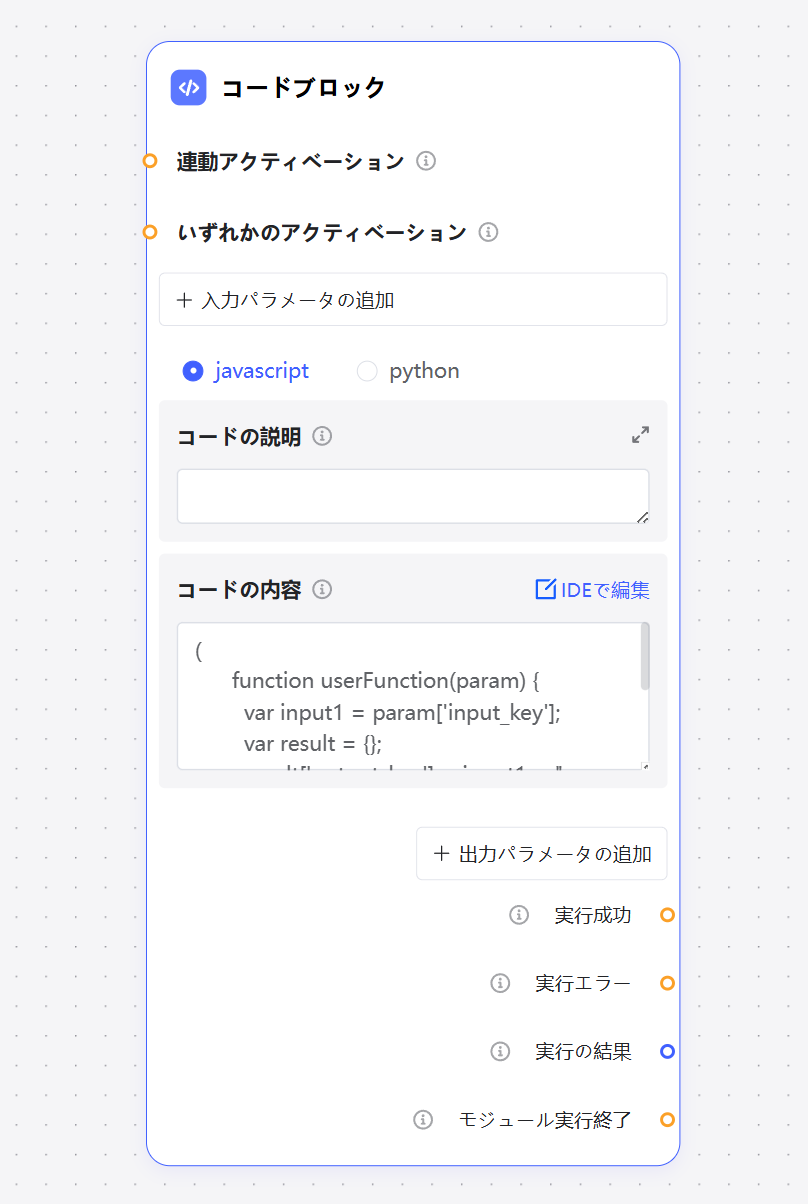 コードブロック
連動アクティベーション
いずれかのアクティベーション
＋ 入力パラメータの追加
javascript python
コードの説明
コードの内容 IDEで編集
(
function userFunction(param) {
var input1 = param['input_key'];
var result = {};
＋ 出力パラメータの追加
実行成功
実行エラー
実行の結果
モジュール実行終了